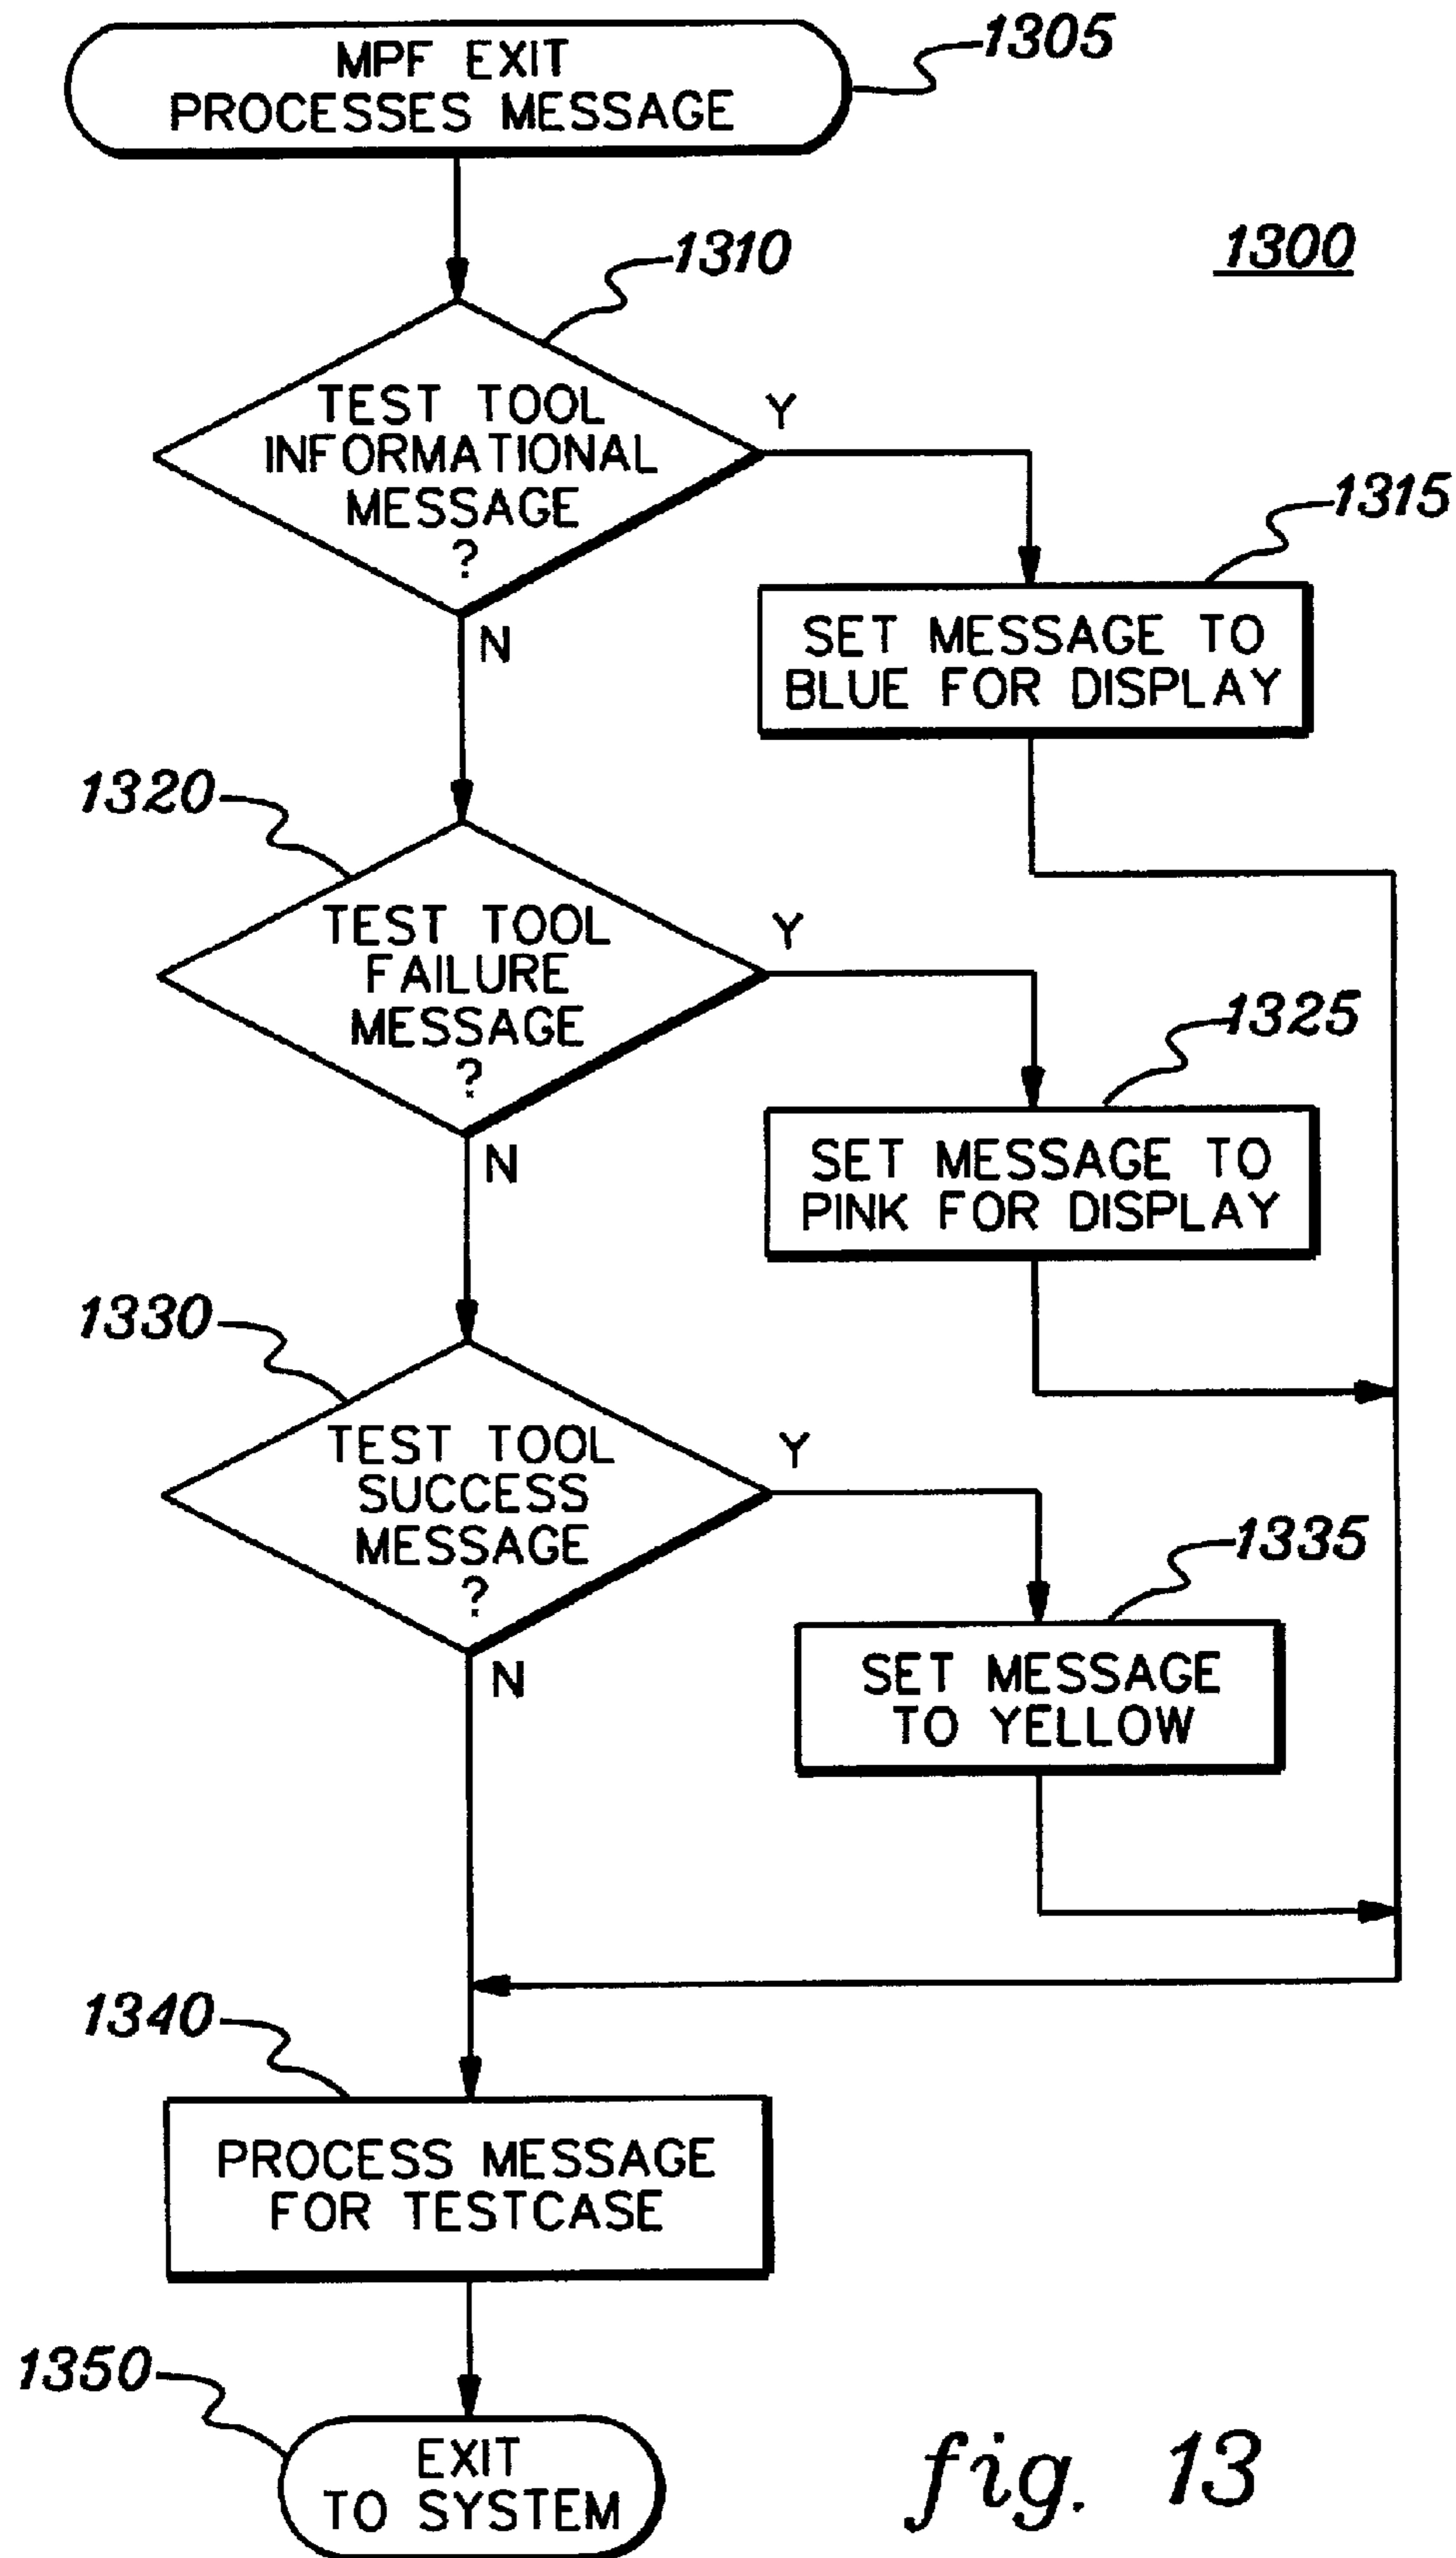 MPF EXIT
PROCESSES MESSAGE
1305
1300
1310
TEST TOOL
INFORMATIONAL
MESSAGE
?
Y
N
1315
SET MESSAGE TO
BLUE FOR DISPLAY
1320
TEST TOOL
FAILURE
MESSAGE
?
Y
N
1325
SET MESSAGE TO
PINK FOR DISPLAY
1330
TEST TOOL
SUCCESS
MESSAGE
?
Y
N
1335
SET MESSAGE
TO YELLOW
1340
PROCESS MESSAGE
FOR TESTCASE
1350
EXIT
TO SYSTEM
fig. 13